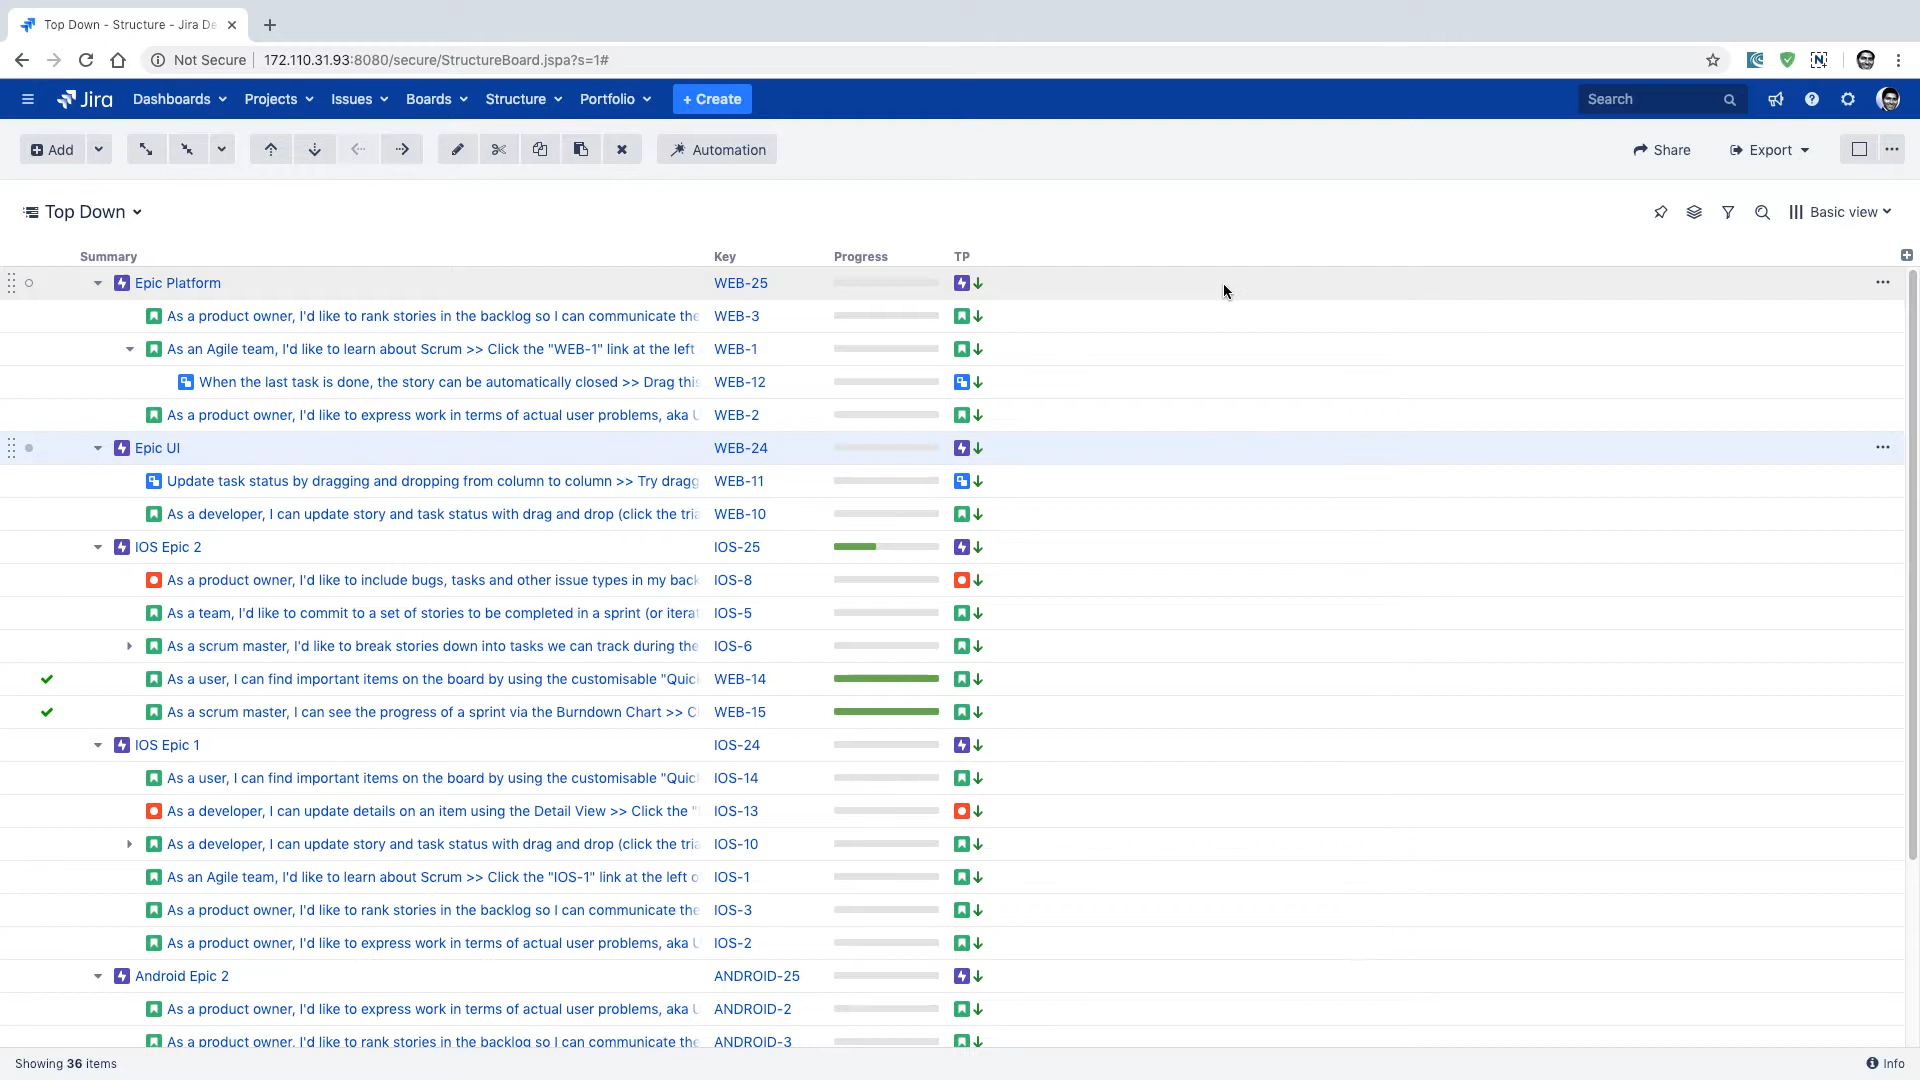 Top Down - Structure - Jira De
Not Secure
172.110.31.93:8080/secure/StructureBoard.jspa?s=1#
Jira
Dashboards
Projects
Issues
Boards
Structure
Portfolio
+ Create
Search
Add
Automation
Share
Export
Top Down
Basic view
Summary Key Progress TP
Epic Platform WEB-25
As a product owner, I'd like to rank stories in the backlog so I can communicate the WEB-3
As an Agile team, I'd like to learn about Scrum >> Click the "WEB-1" link at the left WEB-1
When the last task is done, the story can be automatically closed >> Drag this WEB-12
As a product owner, I'd like to express work in terms of actual user problems, aka U WEB-2
Epic UI WEB-24
Update task status by dragging and dropping from column to column >> Try dragg WEB-11
As a developer, I can update story and task status with drag and drop (click the tria WEB-10
IOS Epic 2 IOS-25
As a product owner, I'd like to include bugs, tasks and other issue types in my back IOS-8
As a team, I'd like to commit to a set of stories to be completed in a sprint (or iterat IOS-5
As a scrum master, I'd like to break stories down into tasks we can track during the IOS-6
As a user, I can find important items on the board by using the customisable "Quic WEB-14
As a scrum master, I can see the progress of a sprint via the Burndown Chart >> Cl WEB-15
IOS Epic 1 IOS-24
As a user, I can find important items on the board by using the customisable "Quic IOS-14
As a developer, I can update details on an item using the Detail View >> Click the " IOS-13
As a developer, I can update story and task status with drag and drop (click the tria IOS-10
As an Agile team, I'd like to learn about Scrum >> Click the "IOS-1" link at the left o IOS-1
As a product owner, I'd like to rank stories in the backlog so I can communicate the IOS-3
As a product owner, I'd like to express work in terms of actual user problems, aka U IOS-2
Android Epic 2 ANDROID-25
As a product owner, I'd like to express work in terms of actual user problems, aka U ANDROID-2
As a product owner, I'd like to rank stories in the backlog so I can communicate the ANDROID-3
Showing 36 items
Info